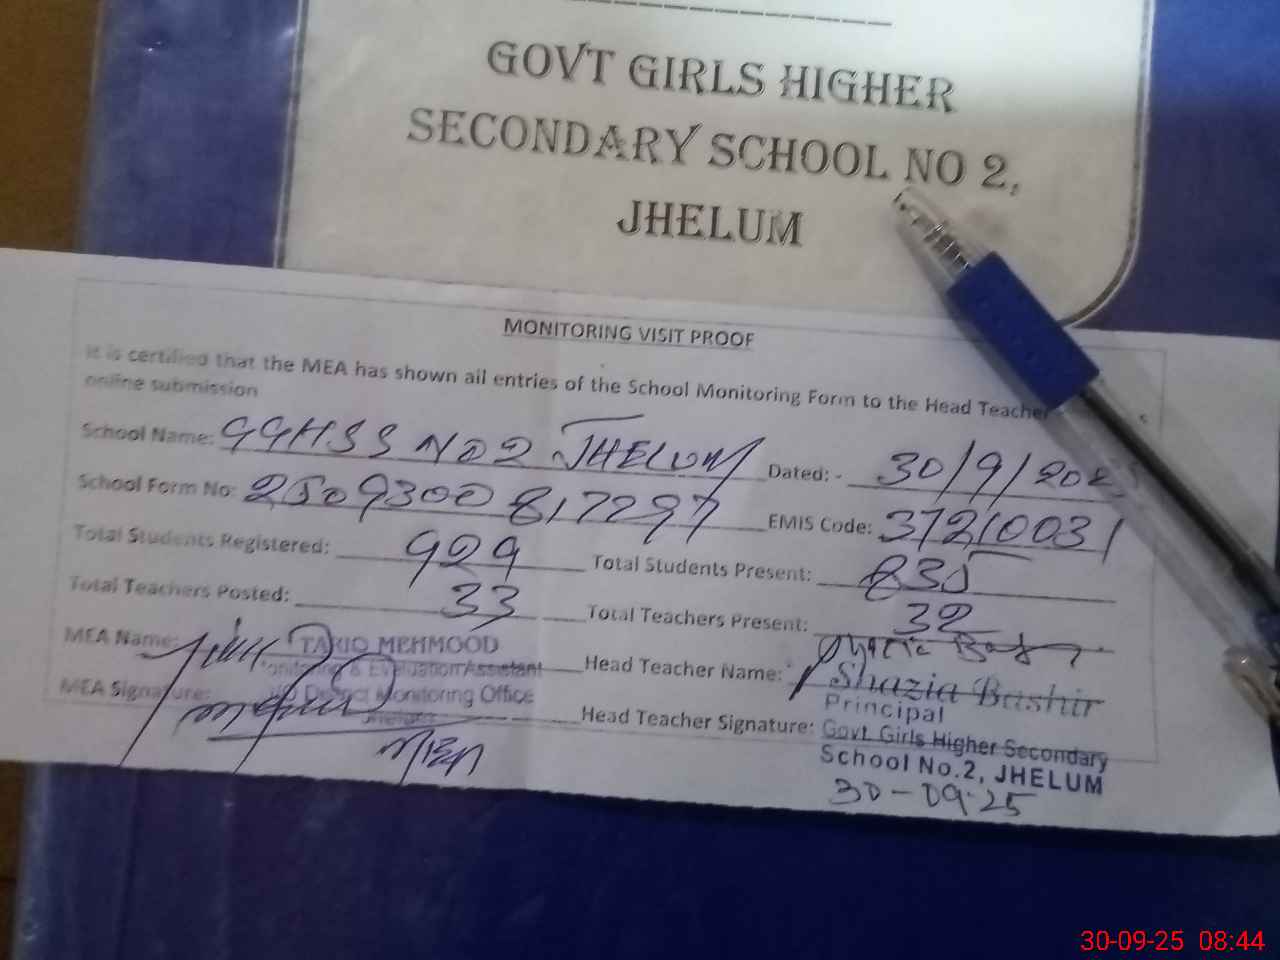 GOVT GIRLS HIGHER
SECONDARY SCHOOL NO 2,
JHELUM
MONITORING VISIT PROOF
It is certified that the MEA has shown all entries of the School Monitoring Form to the Head Teacher
online submission
School Name: GGHSS NO 2 JHELUM Dated: - 30/9/202
School Form No: 2509300817297 EMIS Code: 37210031
Total Students Registered: 929 Total Students Present: 835
Total Teachers Posted: 33 Total Teachers Present: 32
MEA Name: TARIQ MEHMOOD Head Teacher Name: Shazia Bashir
Monitoring & Evaluation Assistant
Principal
MEA Signature: District Monitoring Office Head Teacher Signature: Govt Girls Higher Secondary
Jhelum
School No.2, JHELUM
MEA
30-09-25
30-09-25 08:44